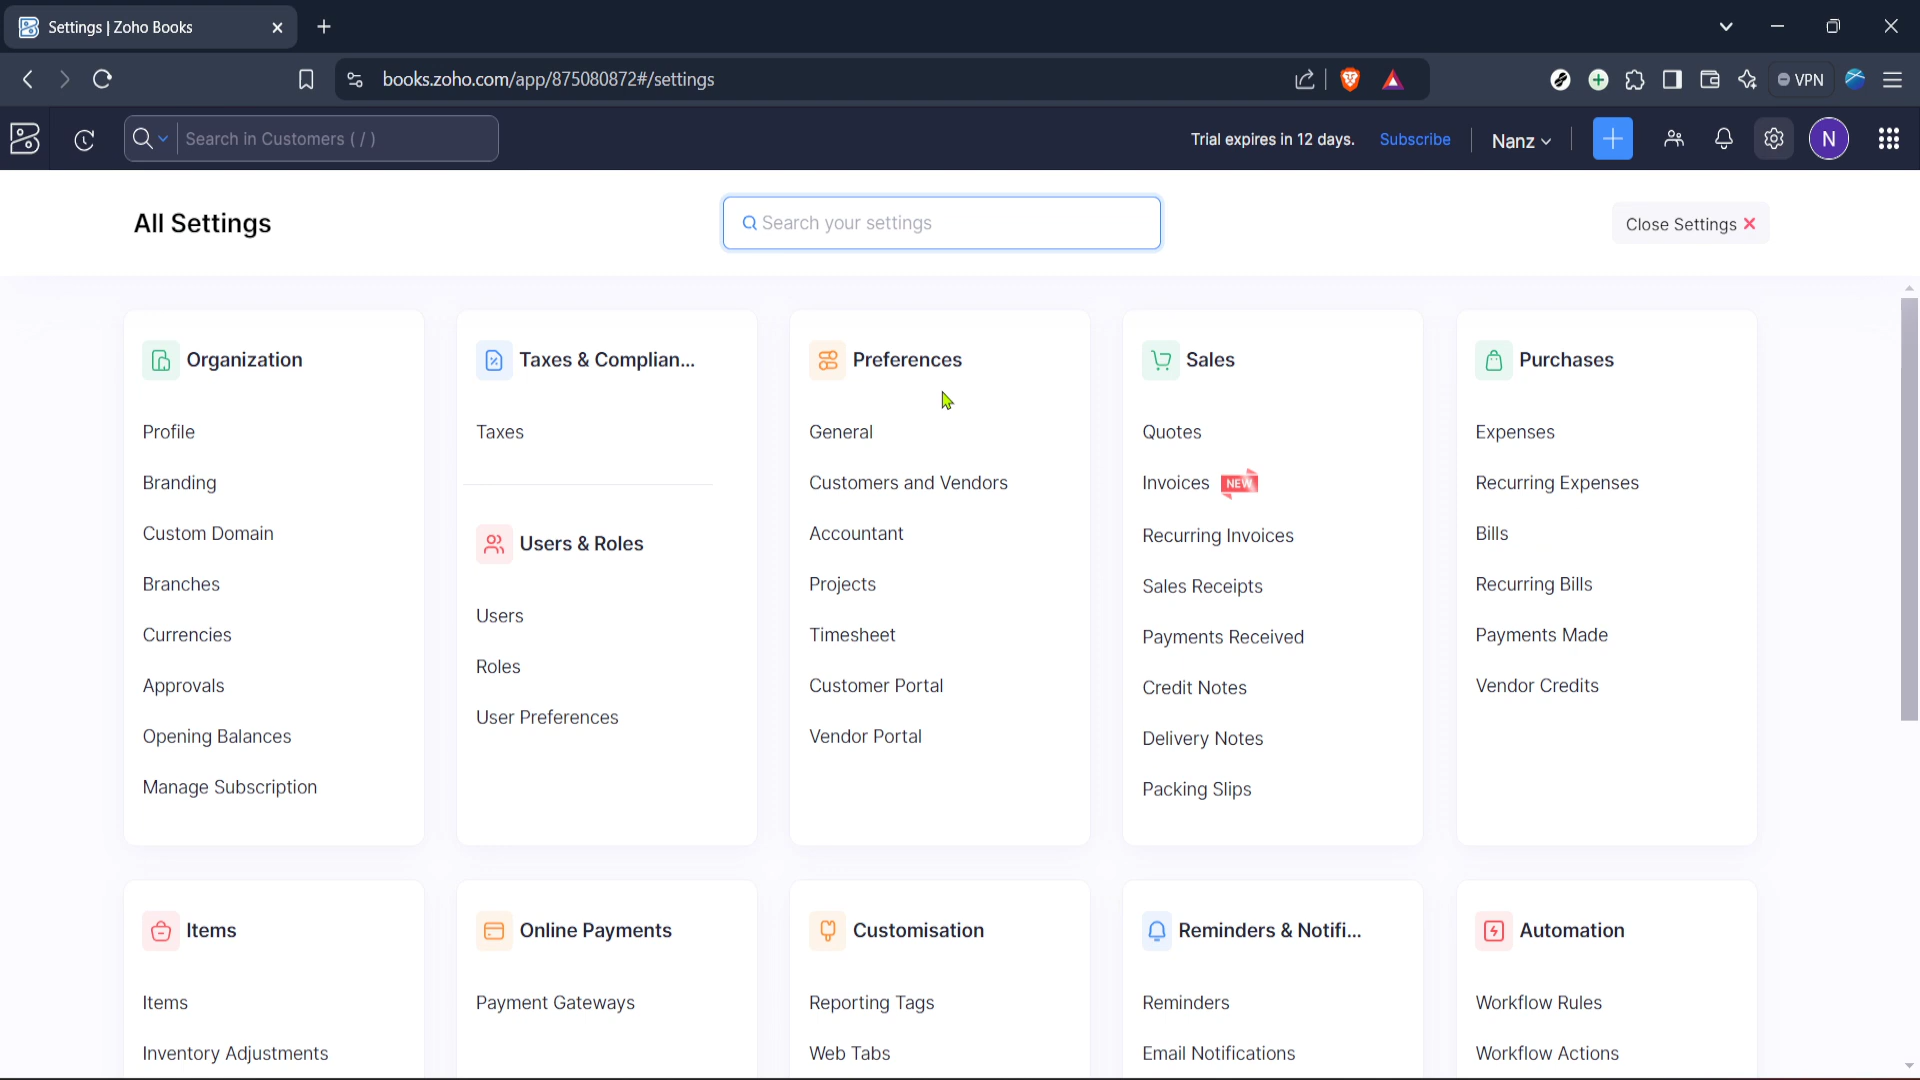 Settings | Zoho Books
books.zoho.com/app/875080872#/settings
VPN
Search in Customers ( / )
Trial expires in 12 days.
Subscribe
Nanz
N
All Settings
Search your settings
Close Settings
Organization
Profile
Branding
Custom Domain
Branches
Currencies
Approvals
Opening Balances
Manage Subscription
Taxes & Complian...
Taxes
Users & Roles
Users
Roles
User Preferences
Preferences
General
Customers and Vendors
Accountant
Projects
Timesheet
Customer Portal
Vendor Portal
Sales
Quotes
Invoices NEW
Recurring Invoices
Sales Receipts
Payments Received
Credit Notes
Delivery Notes
Packing Slips
Purchases
Expenses
Recurring Expenses
Bills
Recurring Bills
Payments Made
Vendor Credits
Items
Items
Inventory Adjustments
Online Payments
Payment Gateways
Customisation
Reporting Tags
Web Tabs
Reminders & Notifi...
Reminders
Email Notifications
Automation
Workflow Rules
Workflow Actions